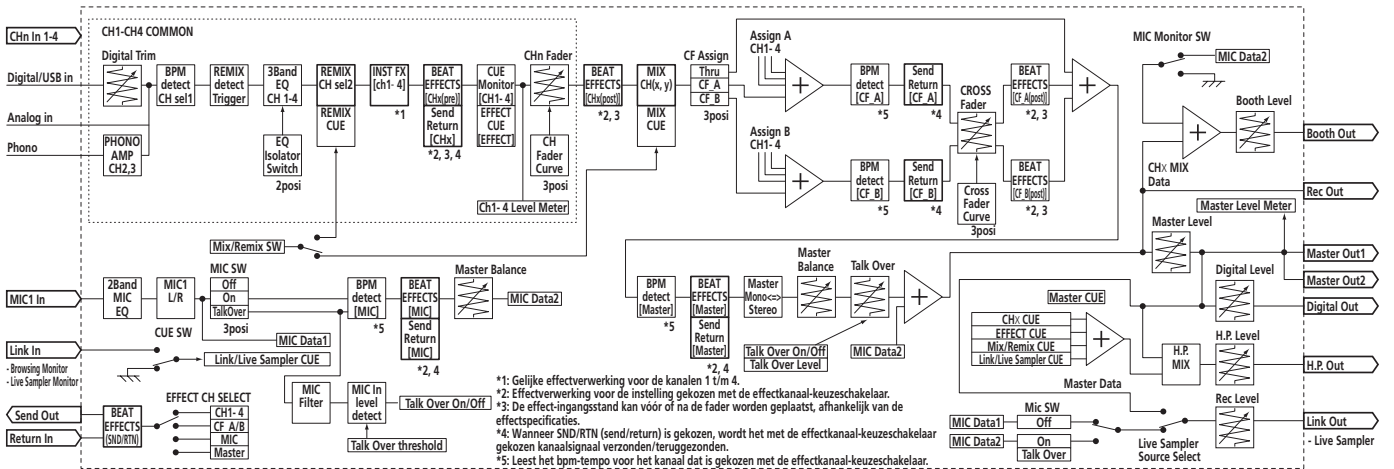 CHn In 1-4
CH1-CH4 COMMON
Digital Trim
Digital/USB in
Analog in
Phono
PHONO
AMP
CH2,3
BPM
detect
CH sel1
REMIX
detect
Trigger
3Band
EQ
CH 1-4
EQ
Isolator
Switch
2posi
REMIX
CH sel2
REMIX
CUE
INST FX
[ch1- 4]
*1
BEAT
EFFECTS
[CHx(pre)]
Send
Return
[CHx]
*2, 3, 4
CUE
Monitor
[CH1- 4]
EFFECT
CUE
[EFFECT]
CHn Fader
CH
Fader
Curve
3posi
Ch1- 4 Level Meter
BEAT
EFFECTS
[CHx(post)]
*2, 3
MIX
CH(x, y)
MIX
CUE
CF Assign
Thru
CF_A
CF_B
3posi
Assign A
CH1- 4
Assign B
CH1- 4
BPM
detect
[CF_A]
*5
Send
Return
[CF_A]
*4
BPM
detect
[CF_B]
*5
Send
Return
[CF_B]
*4
CROSS
Fader
Cross
Fader
Curve
3posi
BEAT
EFFECTS
[CF_A(post)]
*2, 3
BEAT
EFFECTS
[CF_B(post)]
*2, 3
MIC Monitor SW
MIC Data2
Booth Level
Booth Out
CHX MIX
Data
Rec Out
Master Level Meter
Master Level
Master Out1
Master Out2
Digital Level
Digital Out
Mix/Remix SW
MIC1 In
2Band
MIC
EQ
MIC1
L/R
MIC SW
Off
On
TalkOver
3posi
BPM
detect
[MIC]
*5
BEAT
EFFECTS
[MIC]
Send
Return
[MIC]
*2, 4
Master Balance
MIC Data2
MIC Data1
CUE SW
Link In
- Browsing Monitor
- Live Sampler Monitor
Link/Live Sampler CUE
BPM
detect
[Master]
*5
BEAT
EFFECTS
[Master]
Send
Return
[Master]
*2, 4
Master
Mono<=>
Stereo
Master
Balance
Talk Over
Talk Over On/Off
Talk Over Level
MIC Data2
Master CUE
CHX CUE
EFFECT CUE
Mix/Remix CUE
Link/Live Sampler CUE
H.P.
MIX
H.P. Level
H.P. Out
Master Data
Mic SW
MIC Data1
Off
MIC Data2
On
Talk Over
Live Sampler
Source Select
Rec Level
Link Out
- Live Sampler
Send Out
Return In
BEAT
EFFECTS
(SND/RTN)
EFFECT CH SELECT
CH1- 4
CF_A/B
MIC
Master
MIC
Filter
MIC In
level
detect
Talk Over On/Off
Talk Over threshold
*1: Gelijke effectverwerking voor de kanalen 1 t/m 4.
*2: Effectverwerking voor de instelling gekozen met de effectkanaal-keuzeschakelaar.
*3: De effect-ingangsstand kan vóór of na de fader worden geplaatst, afhankelijk van de
effectspecificaties.
*4: Wanneer SND/RTN (send/return) is gekozen, wordt het met de effectkanaal-keuzeschakelaar
gekozen kanaalsignaal verzonden/teruggezonden.
*5: Leest het bpm-tempo voor het kanaal dat is gekozen met de effectkanaal-keuzeschakelaar.